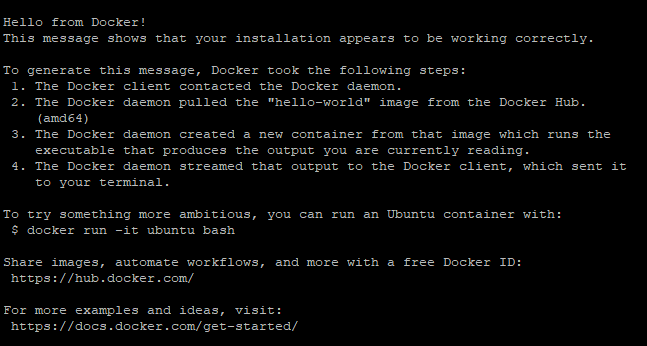 Hello from Docker!
This message shows that your installation appears to be working correctly.
To generate this message, Docker took the following steps:
1. The Docker client contacted the Docker daemon.
2. The Docker daemon pulled the "hello-world" image from the Docker Hub.
(amd64)
3. The Docker daemon created a new container from that image which runs the
executable that produces the output you are currently reading.
4. The Docker daemon streamed that output to the Docker client, which sent it
to your terminal.
To try something more ambitious, you can run an Ubuntu container with:
$ docker run -it ubuntu bash
Share images, automate workflows, and more with a free Docker ID:
https://hub.docker.com/
For more examples and ideas, visit:
https://docs.docker.com/get-started/